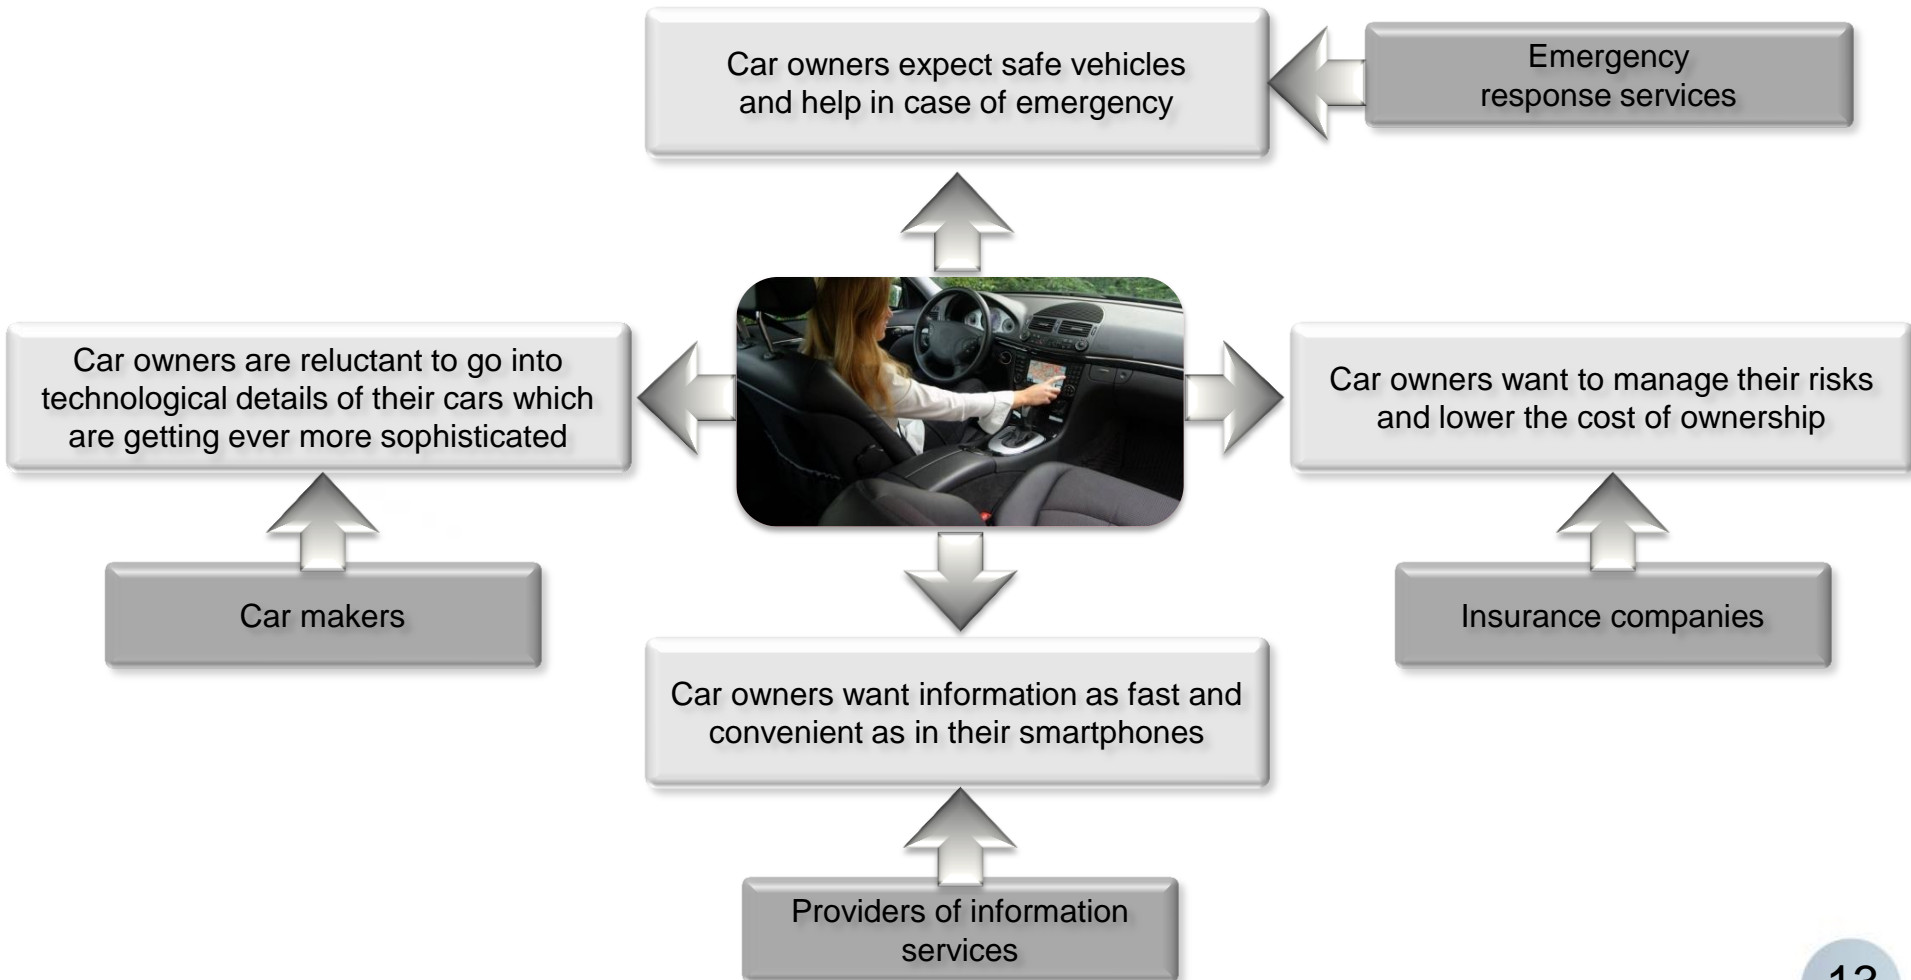 Car owners expect safe vehicles
and help in case of emergency
Emergency
response services
Car owners are reluctant to go into
technological details of their cars which
are getting ever more sophisticated
Car owners want to manage their risks
and lower the cost of ownership
Car makers
Insurance companies
Car owners want information as fast and
convenient as in their smartphones
Providers of information
services
13